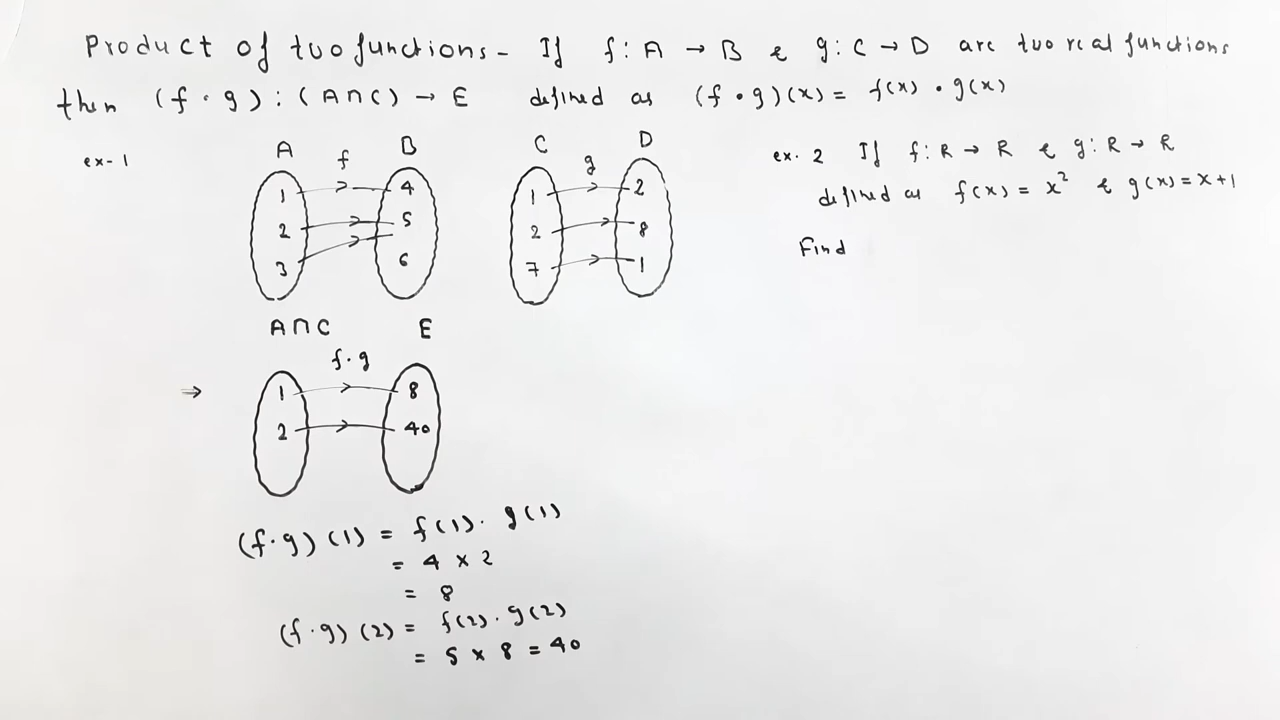 Product of two functions - If f : A → B & g : C → D are two real functions
then (f · g) : (A∩C) → E defined as (f • g)(x) = f(x) • g(x)
ex-1
A f B
1 4
2 5
3 6
C g D
1 2
2 8
7 1
ex. 2 If f : R → R & g : R → R
defined as f(x) = x² & g(x) = x+1
Find
A∩C E
f·g
⇒ 1 8
2 40
(f·g)(1) = f(1). g(1)
= 4 × 2
= 8
(f·g)(2) = f(2). g(2)
= 5 × 8 = 40